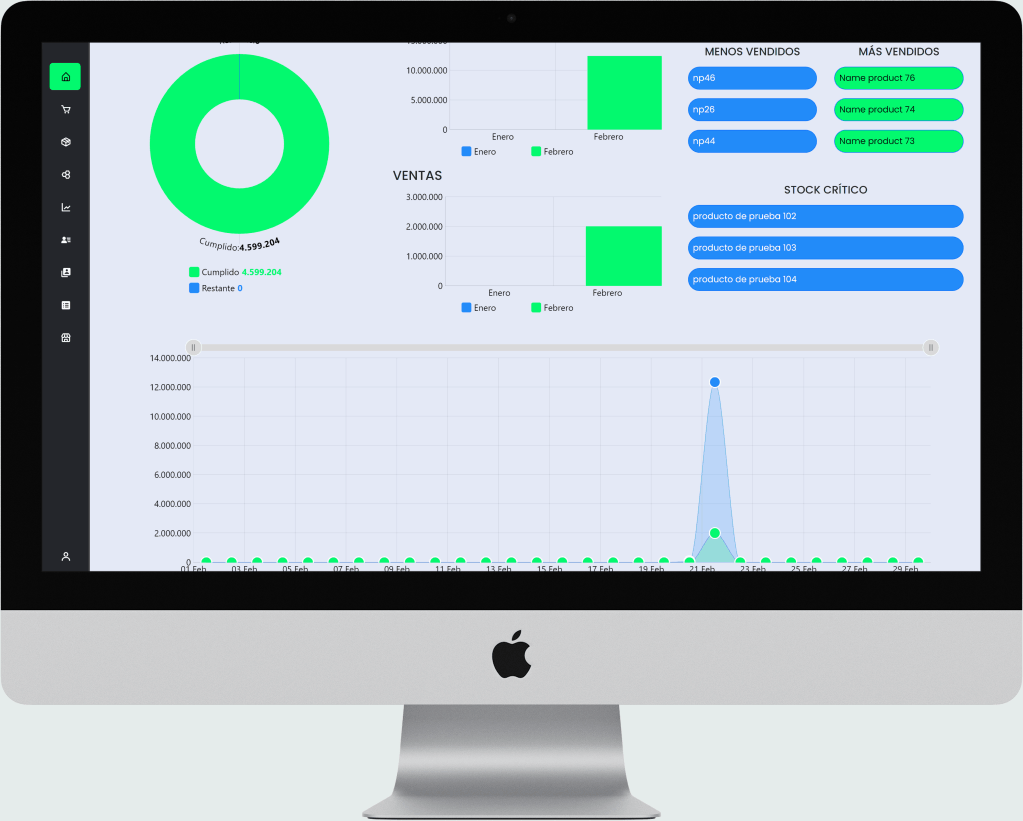 10.000.000
5.000.000
0
Enero
Febrero
Enero
Febrero
MENOS VENDIDOS
MÁS VENDIDOS
np46
Name product 76
np26
Name product 74
np44
Name product 73
Cumplido:4.599.204
Cumplido 4.599.204
Restante 0
VENTAS
3.000.000
2.000.000
1.000.000
0
Enero
Febrero
Enero
Febrero
STOCK CRÍTICO
producto de prueba 102
producto de prueba 103
producto de prueba 104
14.000.000
12.000.000
10.000.000
8.000.000
6.000.000
4.000.000
2.000.000
0
01 Feb
03 Feb
05 Feb
07 Feb
09 Feb
11 Feb
13 Feb
15 Feb
17 Feb
19 Feb
21 Feb
23 Feb
25 Feb
27 Feb
29 Feb